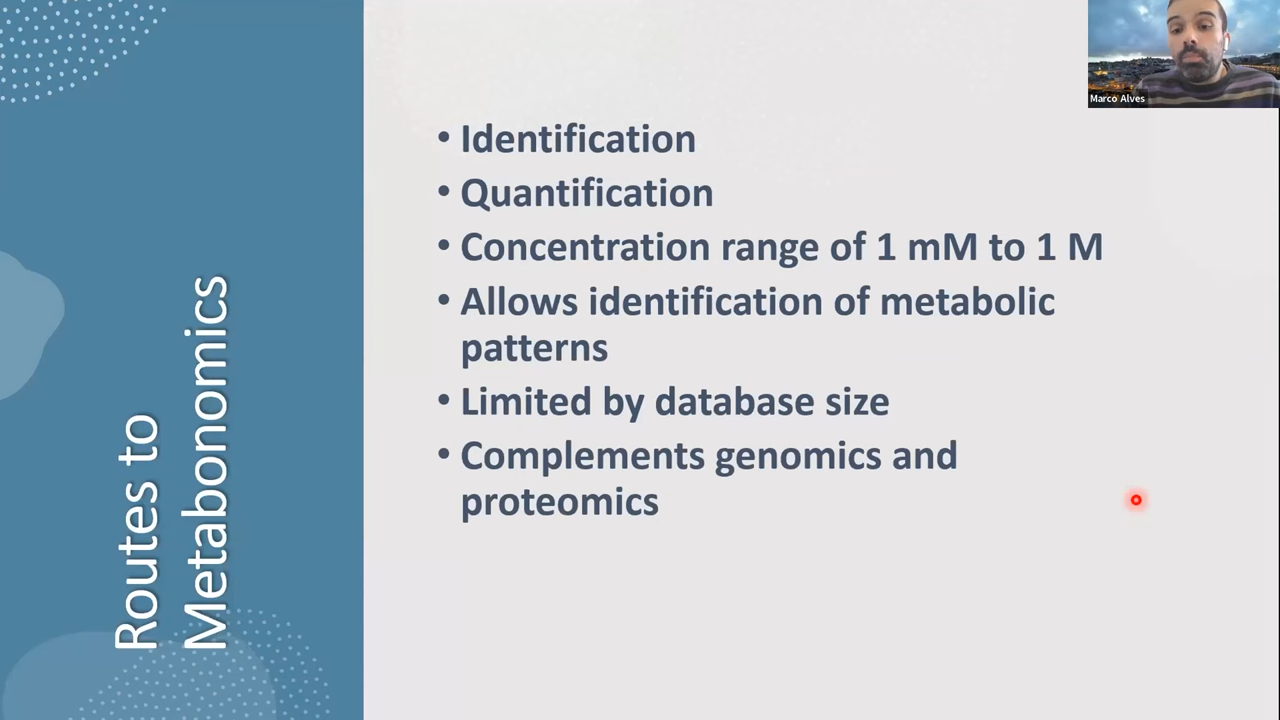 Routes to
Metabonomics
• Identification
• Quantification
• Concentration range of 1 mM to 1 M
• Allows identification of metabolic
patterns
• Limited by database size
• Complements genomics and
proteomics
Marco Alves